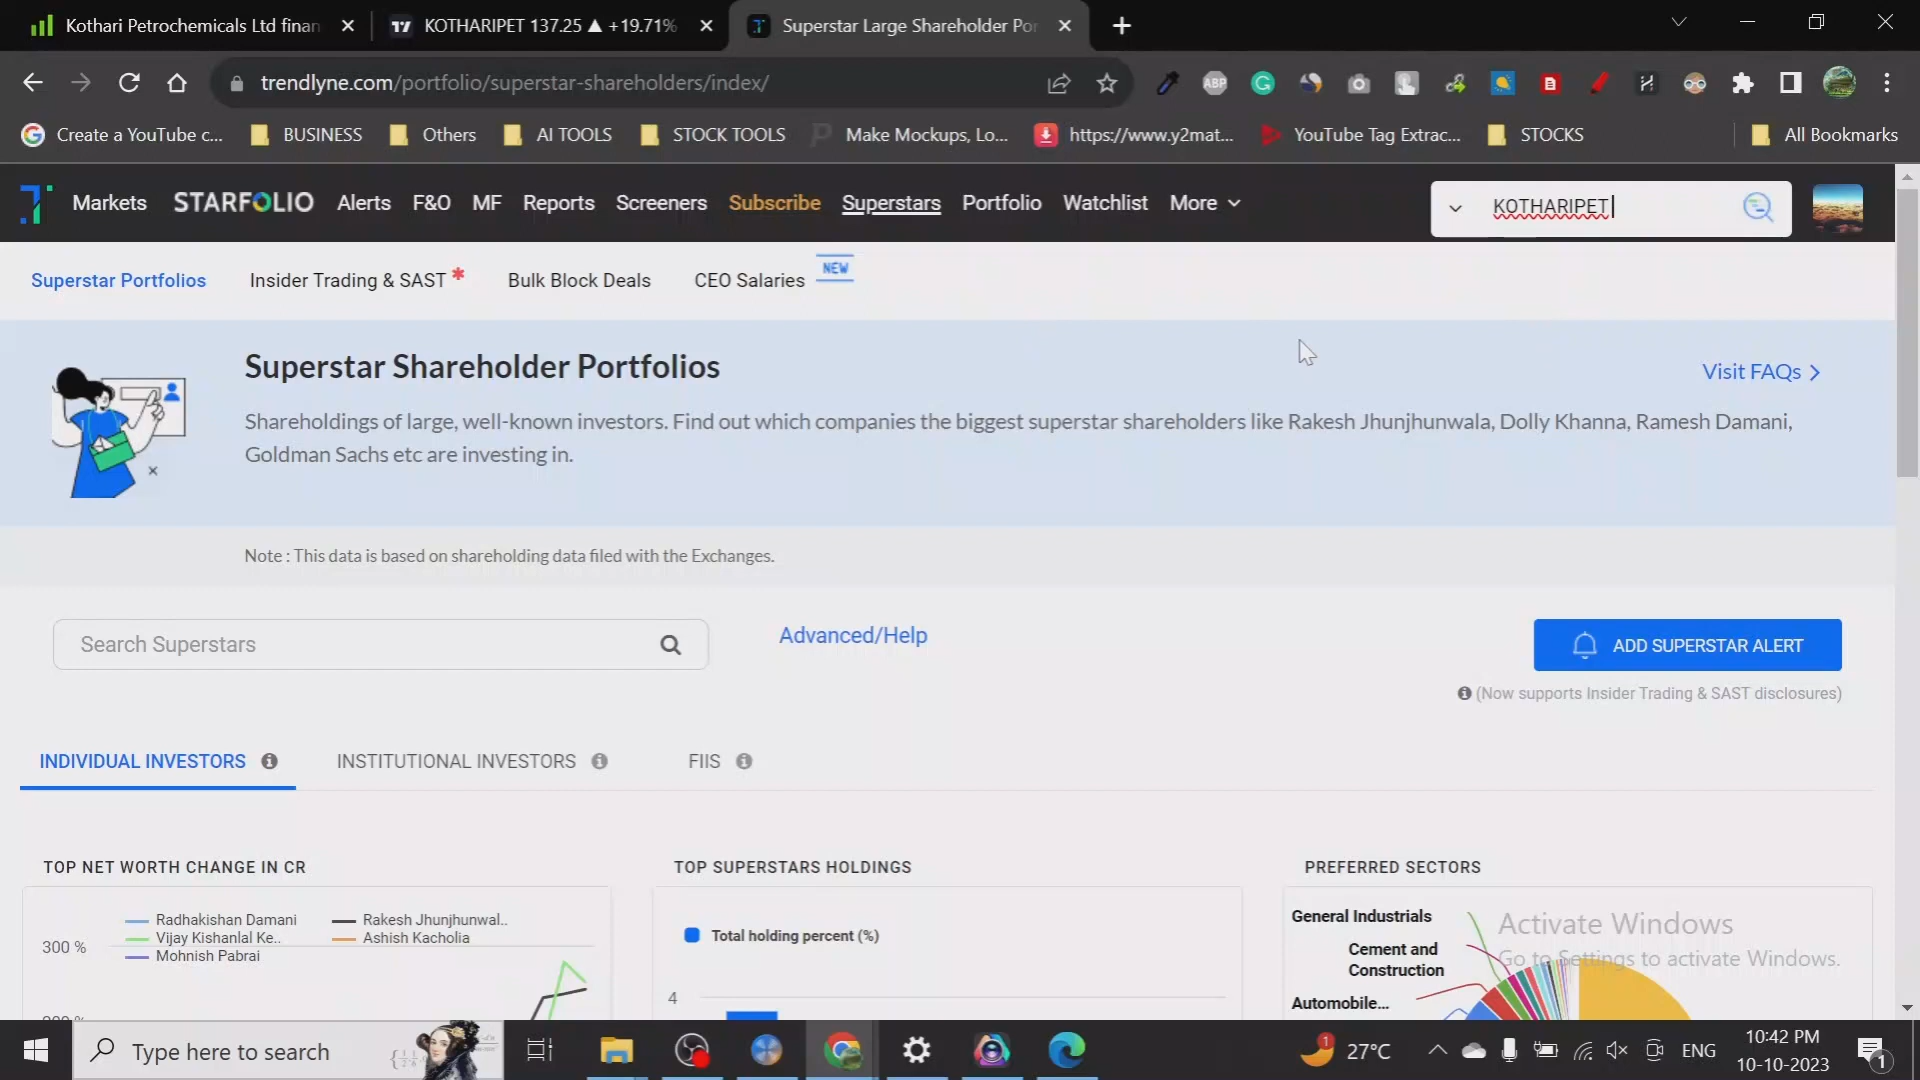 Kothari Petrochemicals Ltd finan
KOTHARIPET 137.25 ▲ +19.71%
Superstar Large Shareholder Por
trendlyne.com/portfolio/superstar-shareholders/index/
Create a YouTube c...
BUSINESS
Others
AI TOOLS
STOCK TOOLS
Make Mockups, Lo...
https://www.y2mat...
YouTube Tag Extrac...
STOCKS
All Bookmarks
Markets
STARFOLIO
Alerts
F&O
MF
Reports
Screeners
Subscribe
Superstars
Portfolio
Watchlist
More
KOTHARIPET
Superstar Portfolios
Insider Trading & SAST *
Bulk Block Deals
CEO Salaries
NEW
Superstar Shareholder Portfolios
Visit FAQs
Shareholdings of large, well-known investors. Find out which companies the biggest superstar shareholders like Rakesh Jhunjhunwala, Dolly Khanna, Ramesh Damani,
Goldman Sachs etc are investing in.
Note : This data is based on shareholding data filed with the Exchanges.
Search Superstars
Advanced/Help
ADD SUPERSTAR ALERT
(Now supports Insider Trading & SAST disclosures)
INDIVIDUAL INVESTORS
INSTITUTIONAL INVESTORS
FIIS
TOP NET WORTH CHANGE IN CR
TOP SUPERSTARS HOLDINGS
PREFERRED SECTORS
Radhakishan Damani
Rakesh Jhunjhunwal..
Vijay Kishanlal Ke..
Ashish Kacholia
Mohnish Pabrai
300 %
Total holding percent (%)
4
General Industrials
Cement and
Construction
Automobile...
Activate Windows
Go to Settings to activate Windows.
Type here to search
27°C
ENG
10:42 PM
10-10-2023